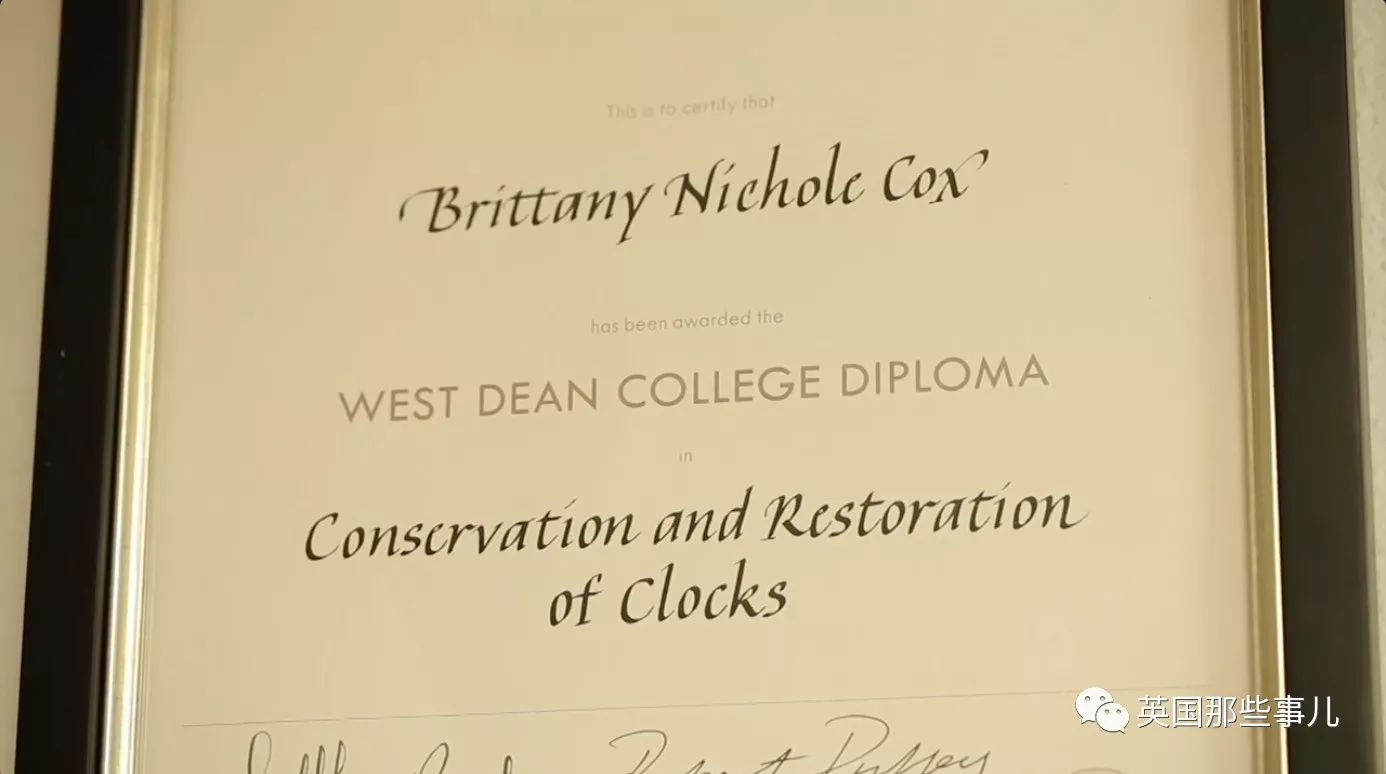 This is to certify that
Brittany Nichole Cox
has been awarded the
WEST DEAN COLLEGE DIPLOMA
in
Conservation and Restoration
of Clocks
英国那些事儿